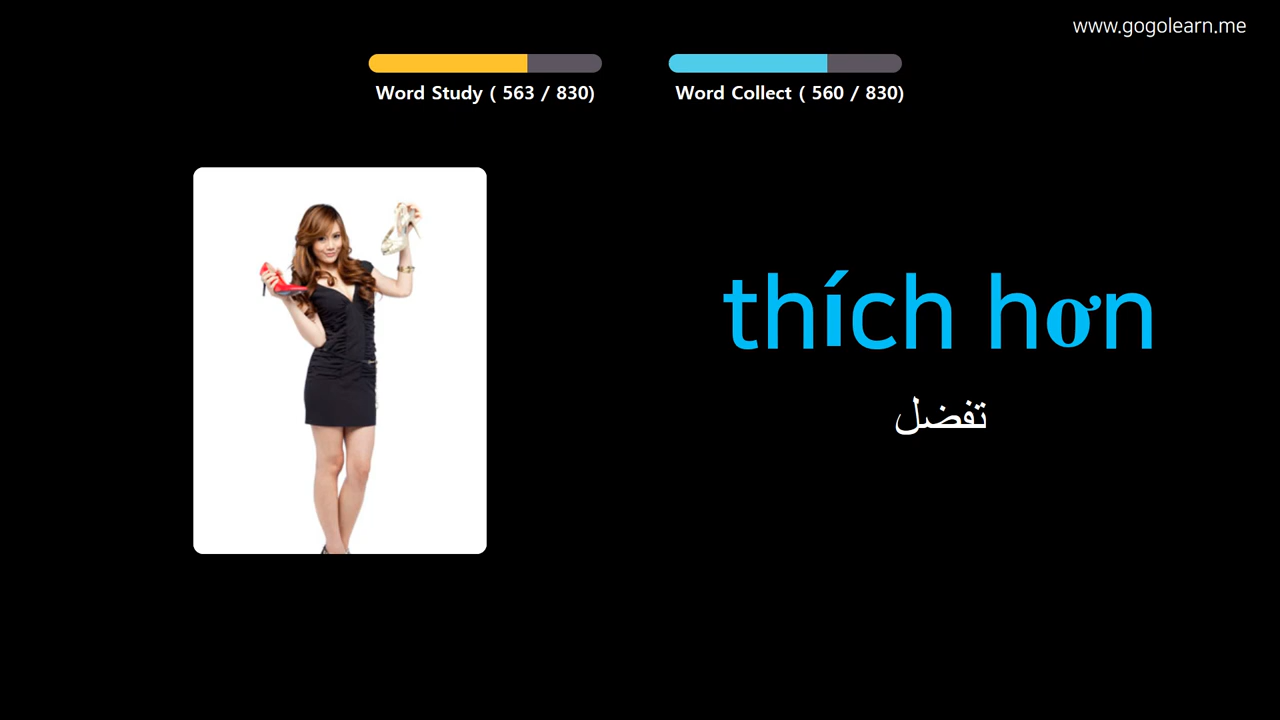 www.gogolearn.me
Word Study ( 563 / 830)
Word Collect ( 560 / 830)
thích hơn
تفضل